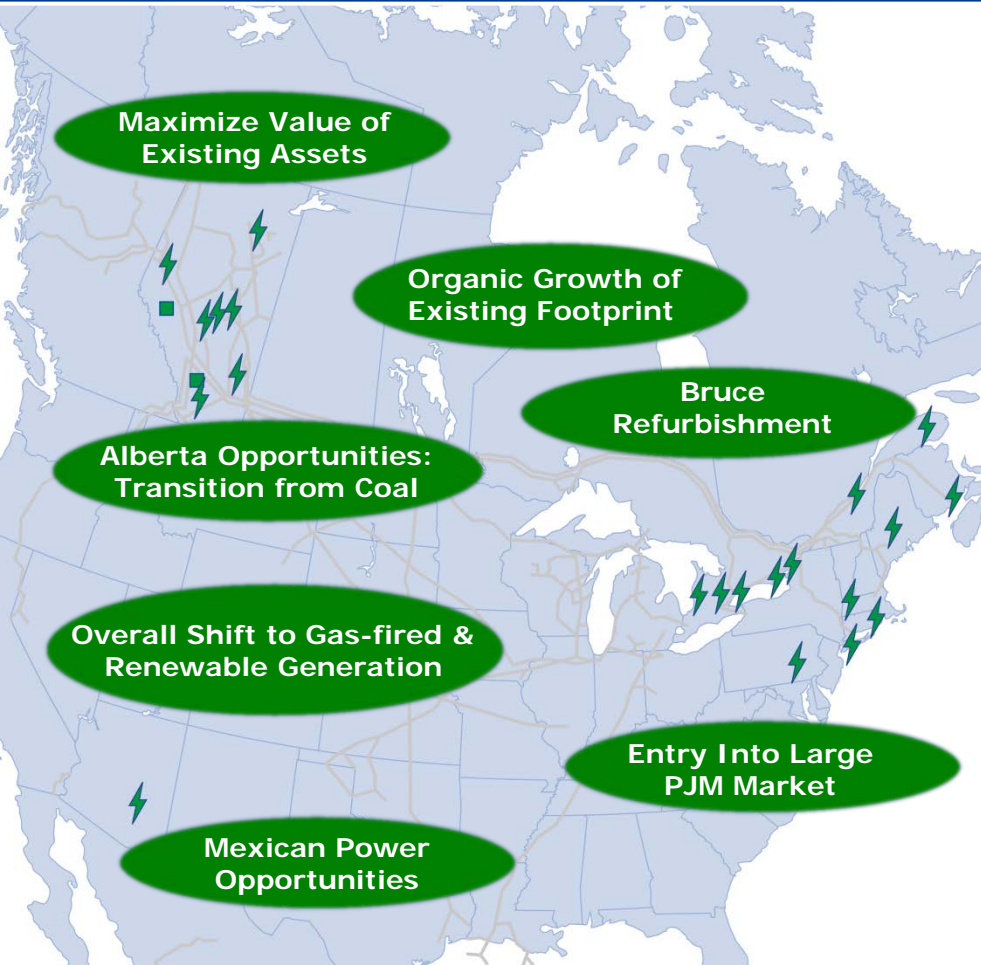 Maximize Value of
Existing Assets
Organic Growth of
Existing Footprint
Bruce
Refurbishment
Alberta Opportunities:
Transition from Coal
Overall Shift to Gas-fired &
Renewable Generation
Entry Into Large
PJM Market
Mexican Power
Opportunities